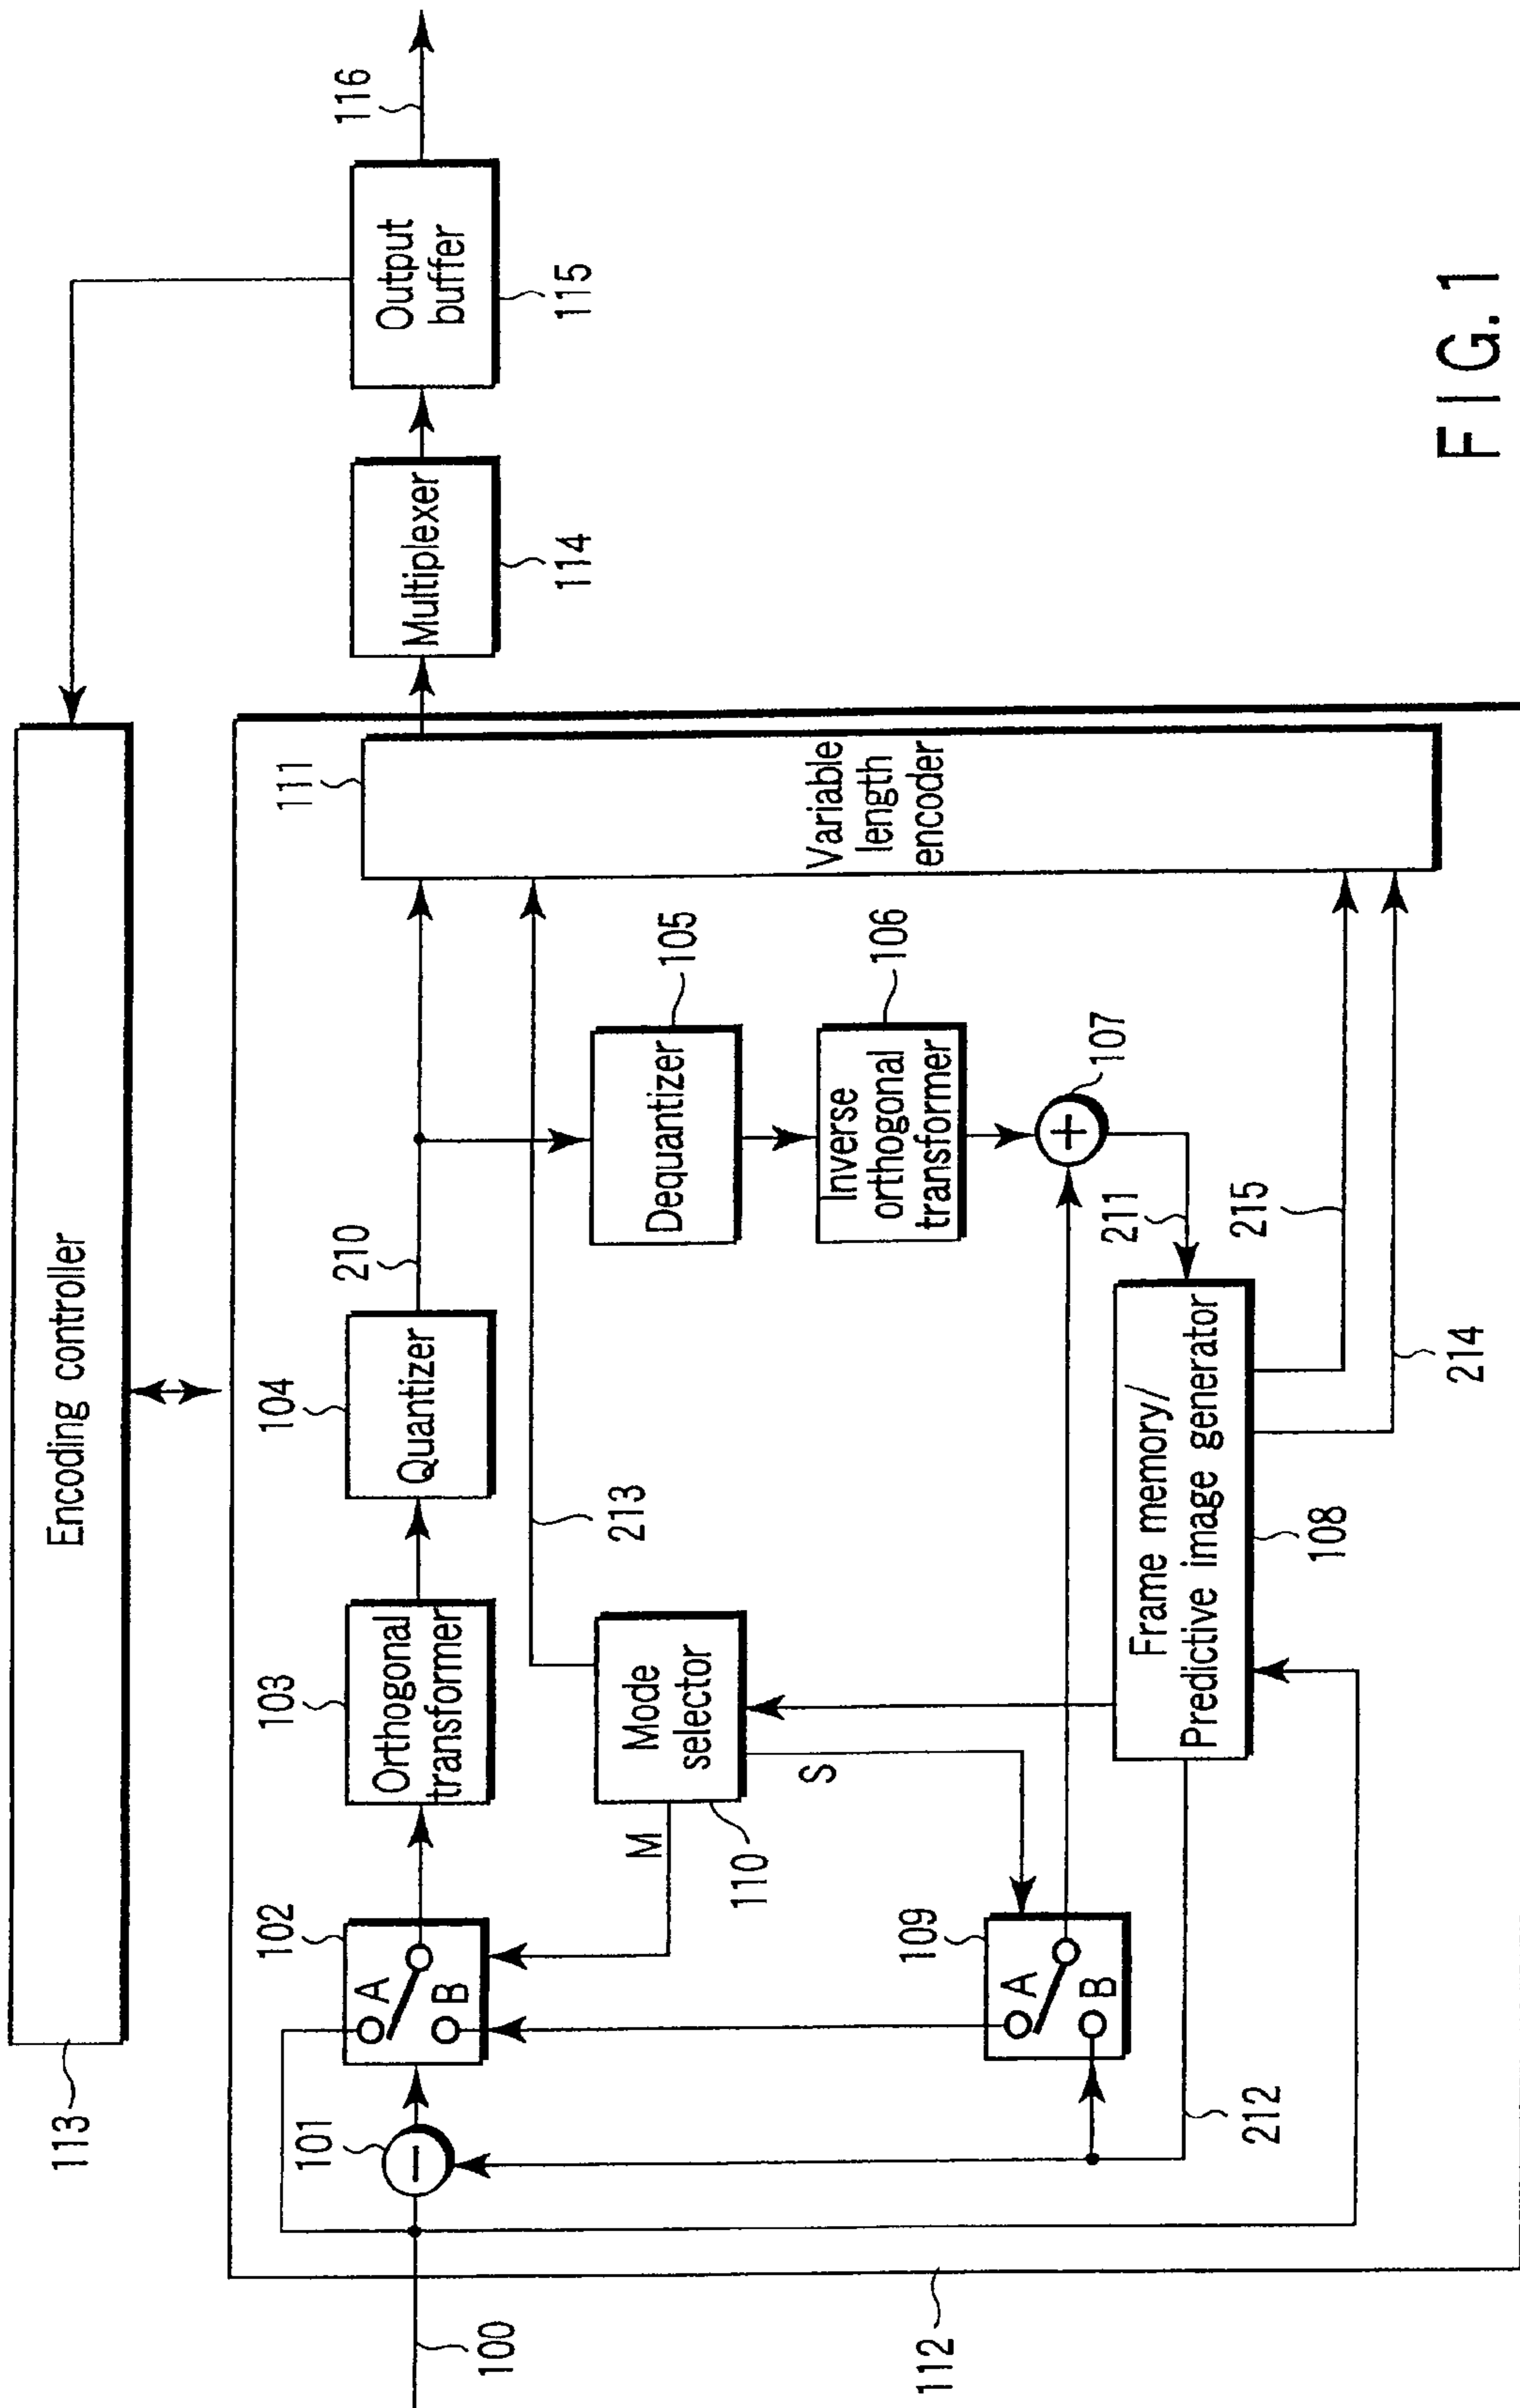 113
Encoding controller
112
100
101
102
A
B
103
Orthogonal
transformer
104
Quantizer
210
111
Variable
length
encoder
Multiplexer
114
Output
buffer
115
116
M
Mode
selector
110
S
213
Dequantizer
105
Inverse
orthogonal
transformer
106
107
109
A
B
211
212
Frame memory/
Predictive image generator
108
215
214
FIG.1